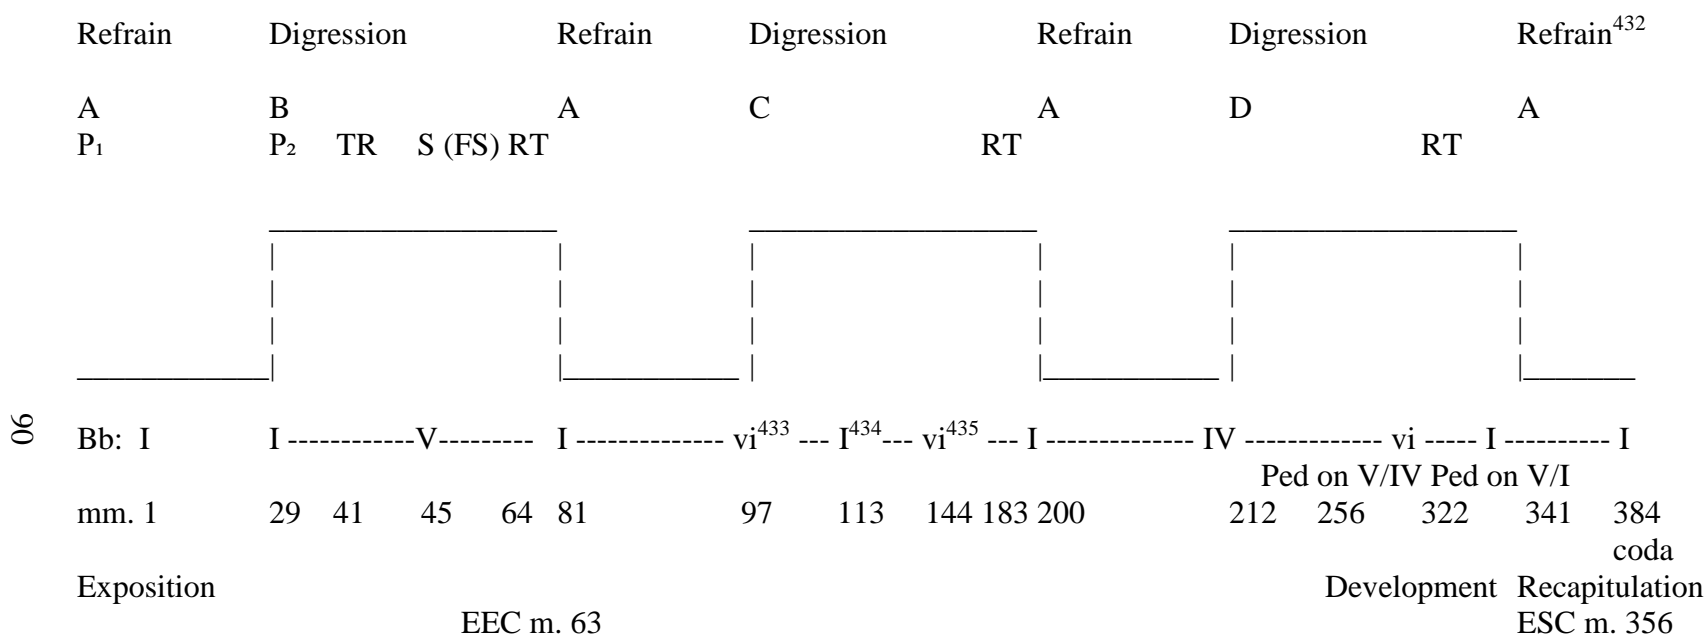 Refrain Digression Refrain Digression Refrain Digression Refrain432
A B A C A D A
P₁ P₂ TR S (FS) RT RT RT
Bb: I I ------------V--------- I -------------- vi433 --- I434--- vi435 --- I -------------- IV ------------- vi ----- I ---------- I
Ped on V/IV Ped on V/I
mm. 1 29 41 45 64 81 97 113 144 183 200 212 256 322 341 384
coda
Exposition Development Recapitulation
EEC m. 63 ESC m. 356
90